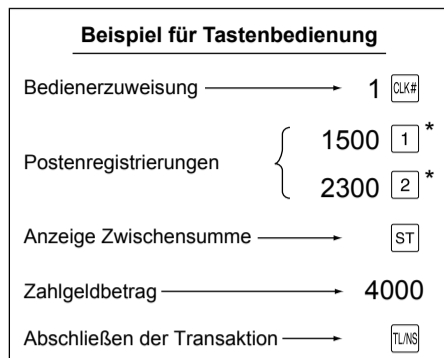 Beispiel für Tastenbedienung
Bedienerzuweisung 1 CLK#
1500 1 *
Postenregistrierungen
2300 2 *
Anzeige Zwischensumme ST
Zahlgeldbetrag 4000
Abschließen der Transaktion TL/NS